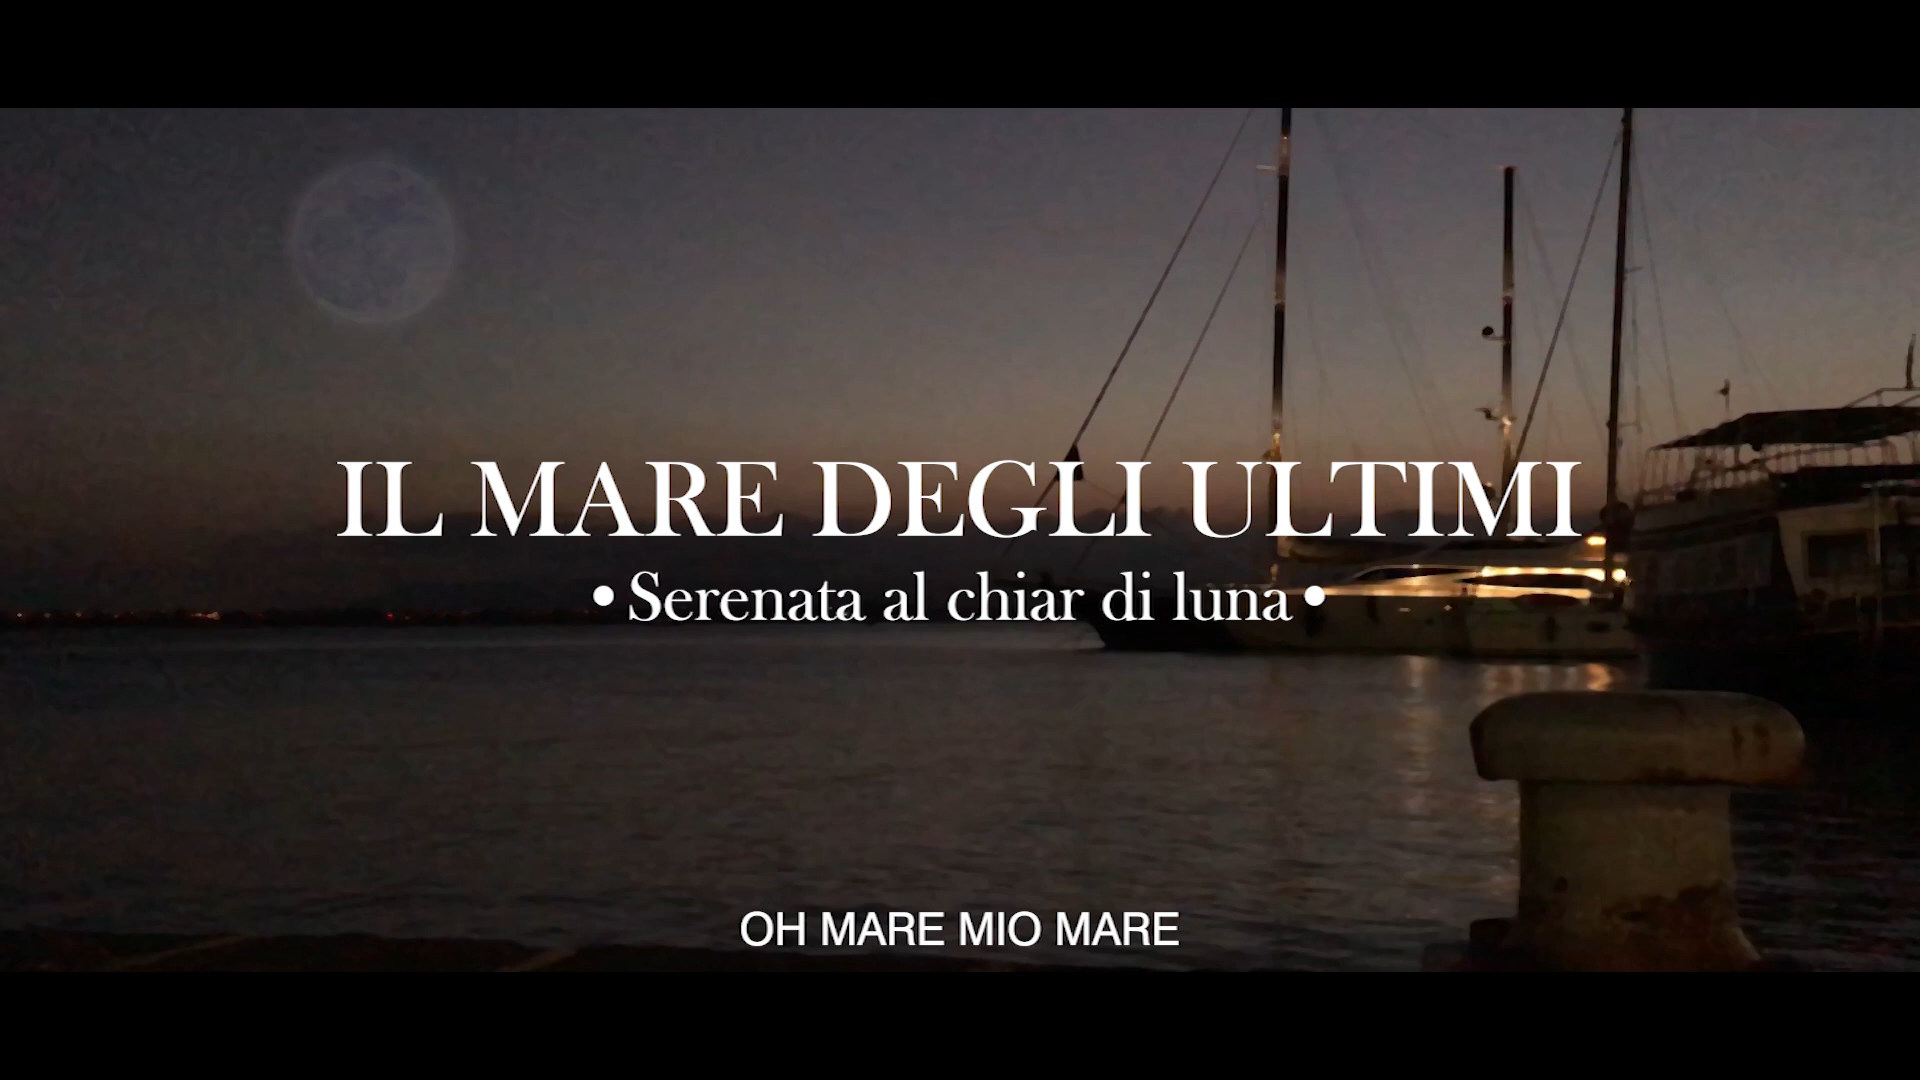 IL MARE DEGLI ULTIMI
•Serenata al chiar di luna•
OH MARE MIO MARE